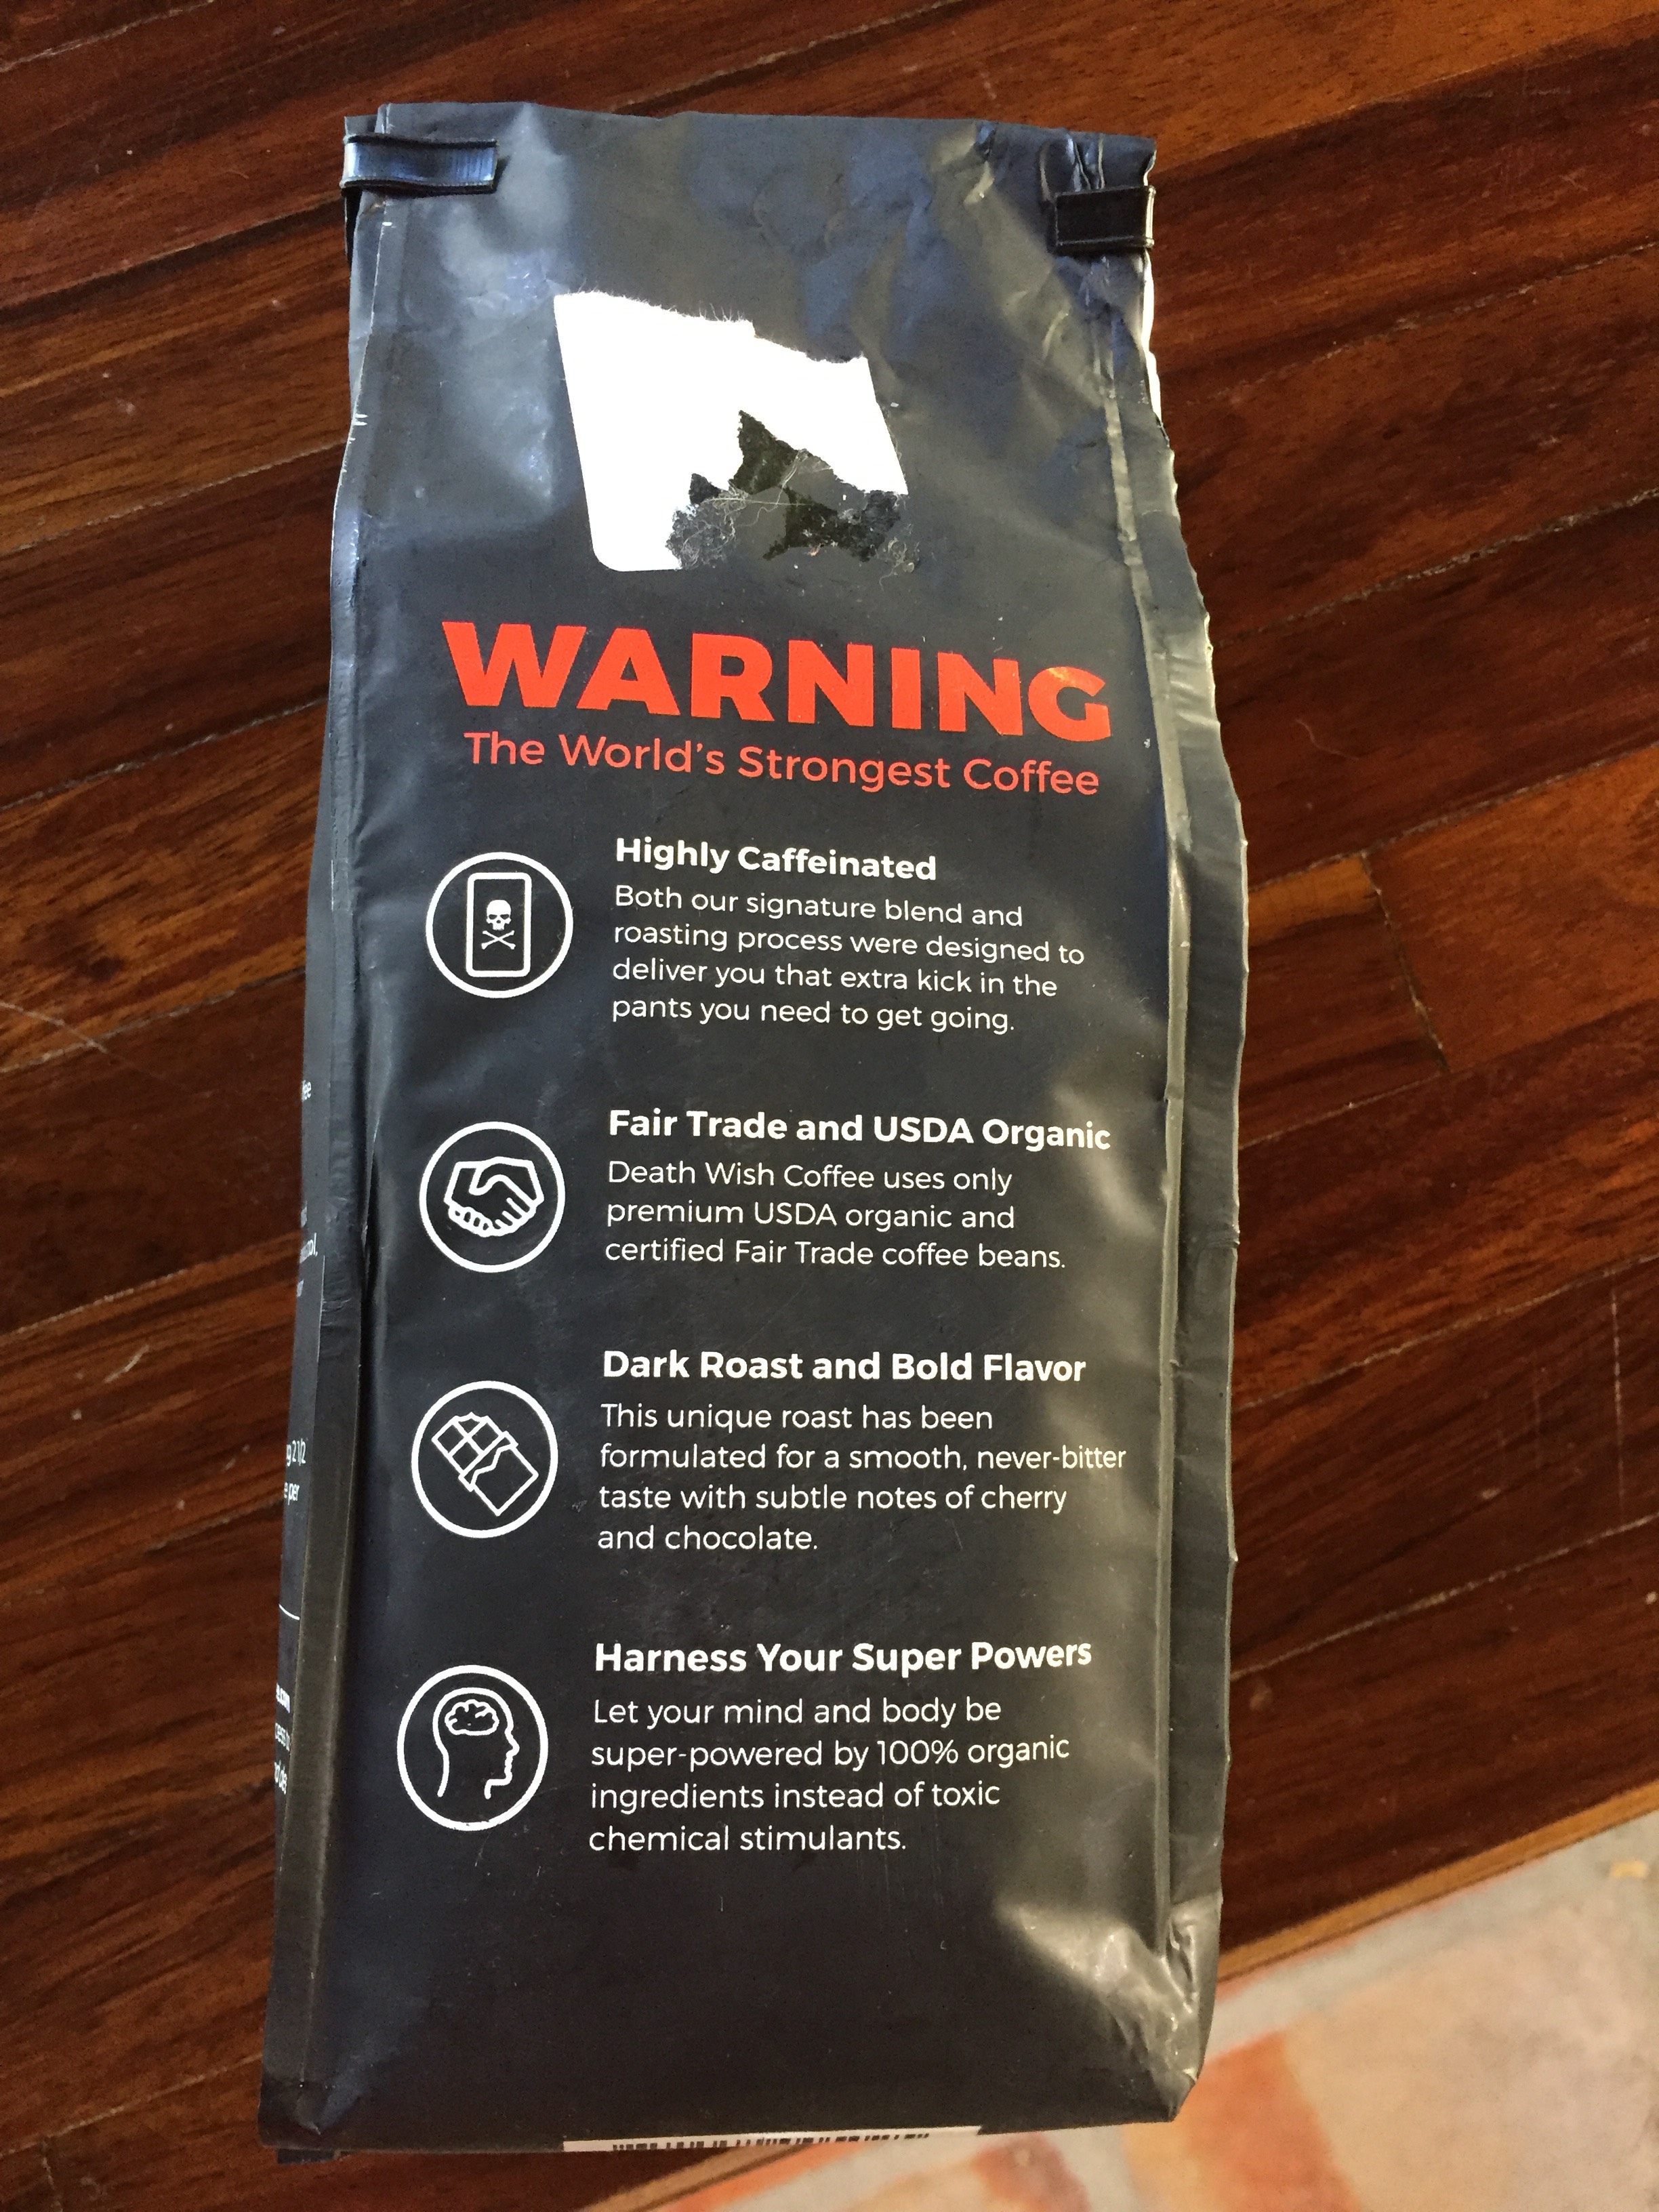 WARNING
The World's Strongest Coffee
Highly Caffeinated
Both our signature blend and
roasting process were designed to
deliver you that extra kick in the
pants you need to get going.
Fair Trade and USDA Organic
Death Wish Coffee uses only
premium USDA organic and
certified Fair Trade coffee beans.
Dark Roast and Bold Flavor
This unique roast has been
formulated for a smooth, never-bitter
taste with subtle notes of cherry
and chocolate.
Harness Your Super Powers
Let your mind and body be
super-powered by 100% organic
ingredients instead of toxic
chemical stimulants.